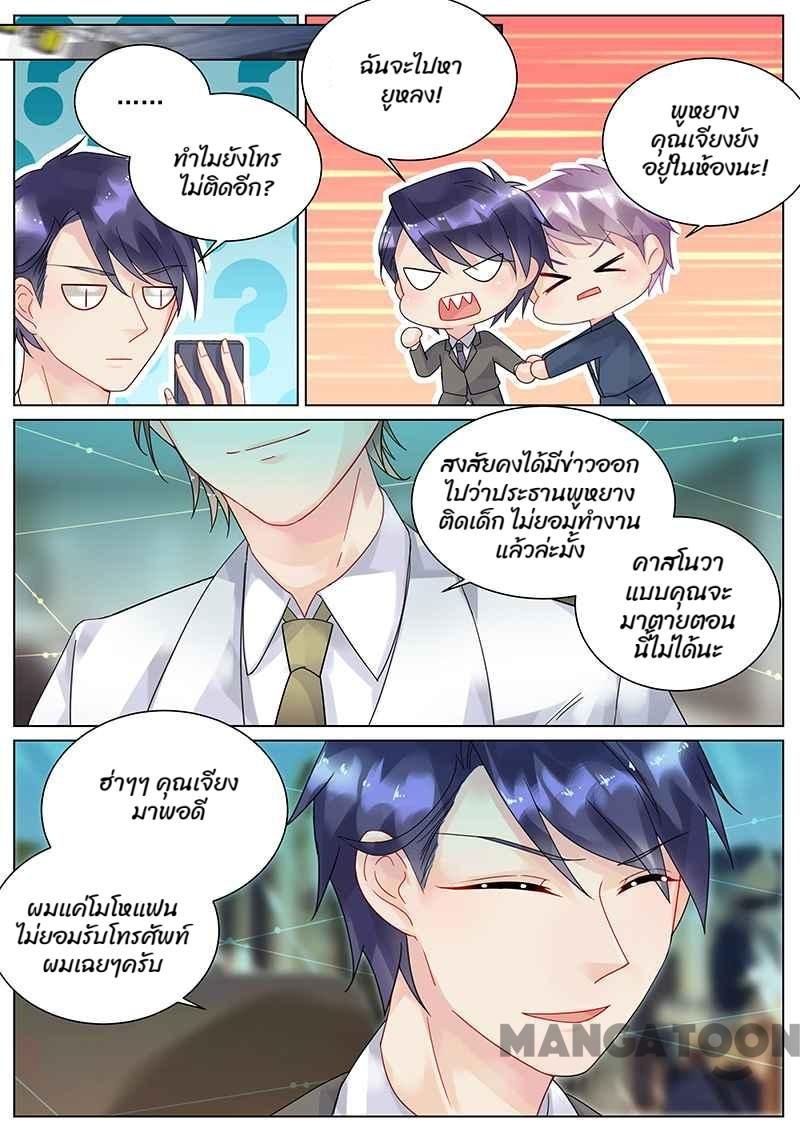 ......
ทำไมยังโทร
ไม่ติดอีก?
ฉันจะไปหา
ยูหลง!
พูหยาง
คุณเจียงยัง
อยู่ในห้องนะ!
สงสัยคงได้มีข่าวออก
ไปว่าประธานพูหยาง
ติดเด็ก ไม่ยอมทำงาน
แล้วล่ะมั้ง
คาสโนวา
แบบคุณจะ
มาตายตอน
นี้ไม่ได้นะ
ฮ่าๆๆ คุณเจียง
มาพอดี
ผมแค่โมโหแฟน
ไม่ยอมรับโทรศัพท์
ผมเฉยๆครับ
MANGATOON